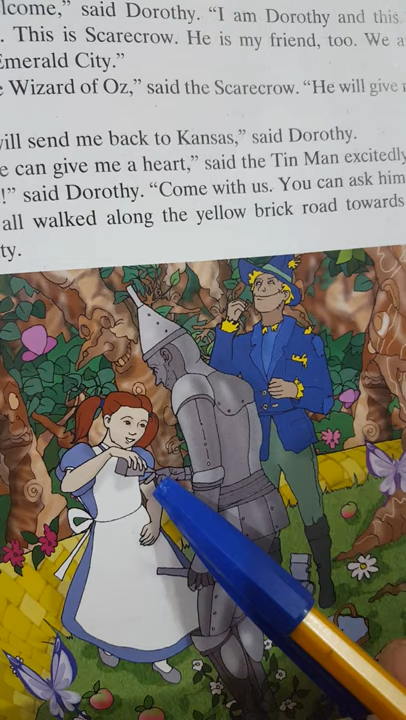 lcome,” said Dorothy. “I am Dorothy and this
. This is Scarecrow. He is my friend, too. We a
Emerald City.”
Wizard of Oz,” said the Scarecrow. “He will give
ill send me back to Kansas,” said Dorothy.
e can give me a heart,” said the Tin Man excitedly
!” said Dorothy. “Come with us. You can ask him
all walked along the yellow brick road towards
ty.